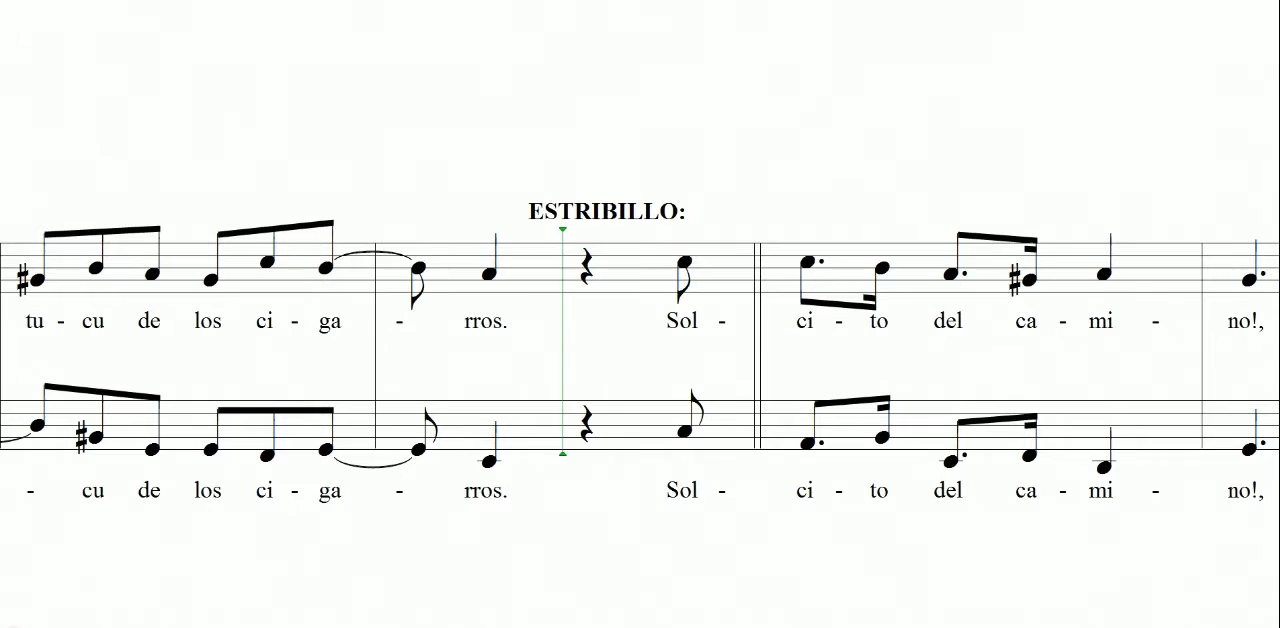 ESTRIBILLO:
tu - cu de los ci - ga - rros. Sol - ci - to del ca - mi - no!,
- cu de los ci - ga - rros. Sol - ci - to del ca - mi - no!,